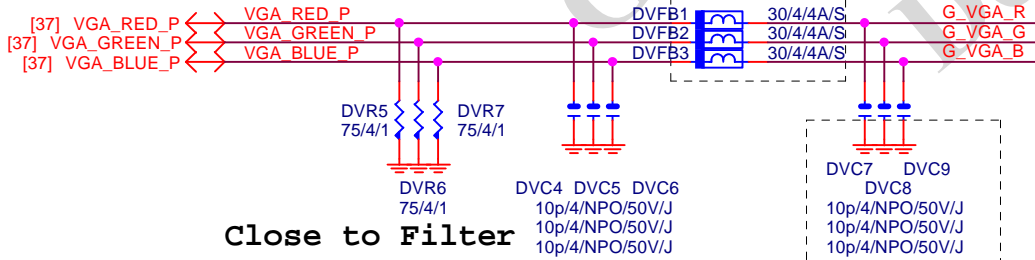 [37] VGA_RED_P VGA_RED_P DVFB1 30/4/4A/S G_VGA_R
[37] VGA_GREEN_P VGA_GREEN_P DVFB2 30/4/4A/S G_VGA_G
[37] VGA_BLUE_P VGA_BLUE_P DVFB3 30/4/4A/S G_VGA_B
DVR5 DVR7
75/4/1 75/4/1
DVR6
75/4/1
DVC4 DVC5 DVC6
10p/4/NPO/50V/J
10p/4/NPO/50V/J
10p/4/NPO/50V/J
DVC7 DVC9
DVC8
10p/4/NPO/50V/J
10p/4/NPO/50V/J
10p/4/NPO/50V/J
Close to Filter